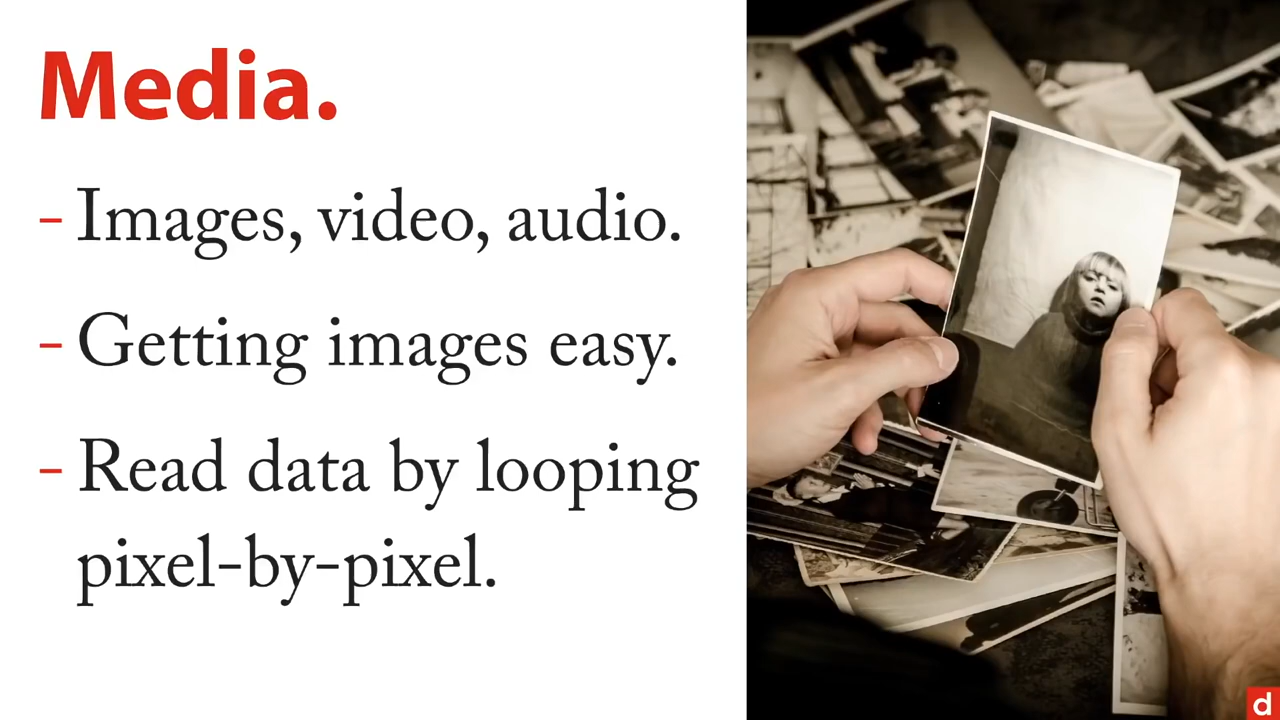 Media.
- Images, video, audio.
- Getting images easy.
- Read data by looping
pixel-by-pixel.
d